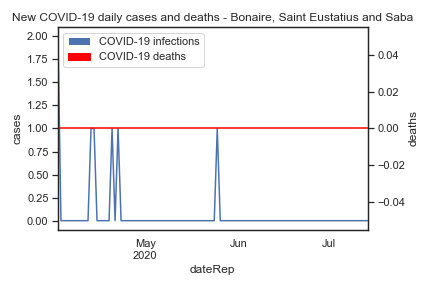 New COVID-19 daily cases and deaths - Bonaire, Saint Eustatius and Saba
COVID-19 infections
COVID-19 deaths
2.00
1.75
1.50
1.25
1.00
0.75
0.50
0.25
0.00
cases
0.04
0.02
0.00
−0.02
−0.04
deaths
May
2020
Jun
Jul
dateRep